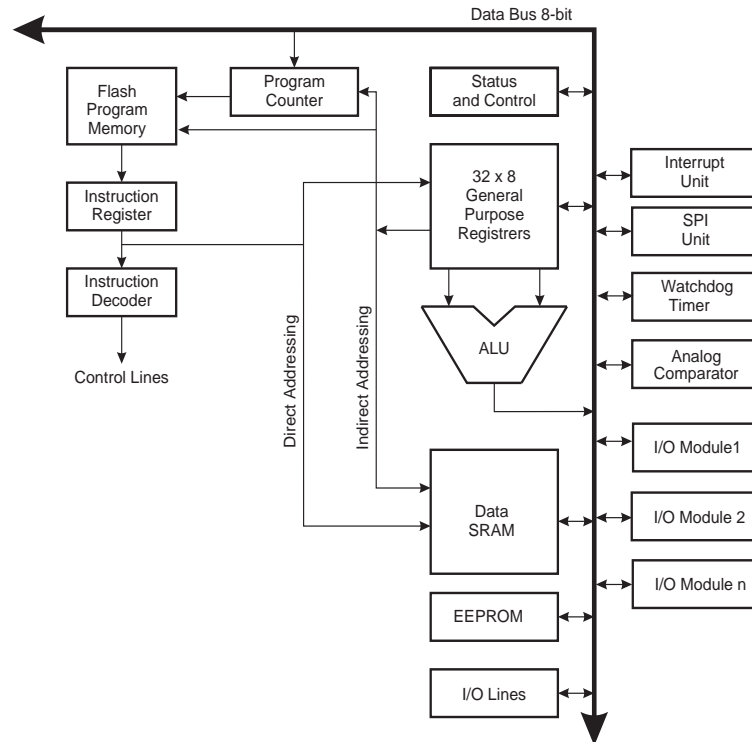 Data Bus 8-bit
Flash
Program
Memory
Program
Counter
Status
and Control
Instruction
Register
32 x 8
General
Purpose
Registrers
Interrupt
Unit
SPI
Unit
Instruction
Decoder
Watchdog
Timer
ALU
Analog
Comparator
Control Lines
Direct Addressing
Indirect Addressing
I/O Module1
Data
SRAM
I/O Module 2
I/O Module n
EEPROM
I/O Lines